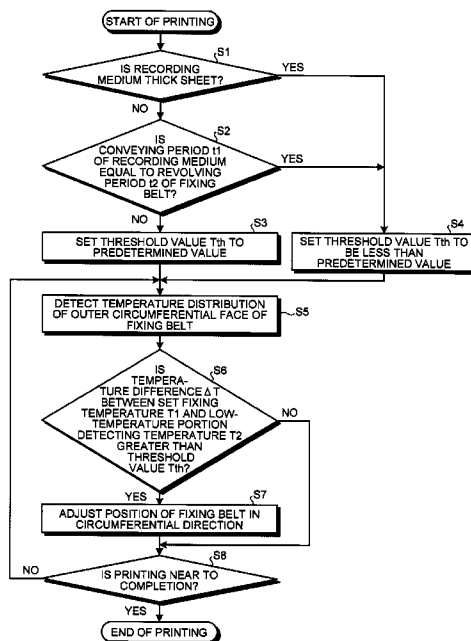 START OF PRINTING
S1
IS RECORDING
MEDIUM THICK SHEET?
YES
NO
S2
IS
CONVEYING PERIOD t1
OF RECORDING MEDIUM
EQUAL TO REVOLVING
PERIOD t2 OF FIXING
BELT?
YES
NO
S3
SET THRESHOLD VALUE Tth TO
PREDETERMINED VALUE
S4
SET THRESHOLD VALUE Tth TO
BE LESS THAN
PREDETERMINED VALUE
DETECT TEMPERATURE DISTRIBUTION
OF OUTER CIRCUMFERENTIAL FACE OF
FIXING BELT
S5
S6
IS
TEMPERA-
TURE DIFFERENCE Δ T
BETWEEN SET FIXING
TEMPERATURE T1 AND LOW-
TEMPERATURE PORTION
DETECTING TEMPERATURE T2
GREATER THAN
THRESHOLD
VALUE Tth?
NO
YES
S7
ADJUST POSITION OF FIXING BELT IN
CIRCUMFERENTIAL DIRECTION
S8
NO
IS PRINTING NEAR TO
COMPLETION?
YES
END OF PRINTING